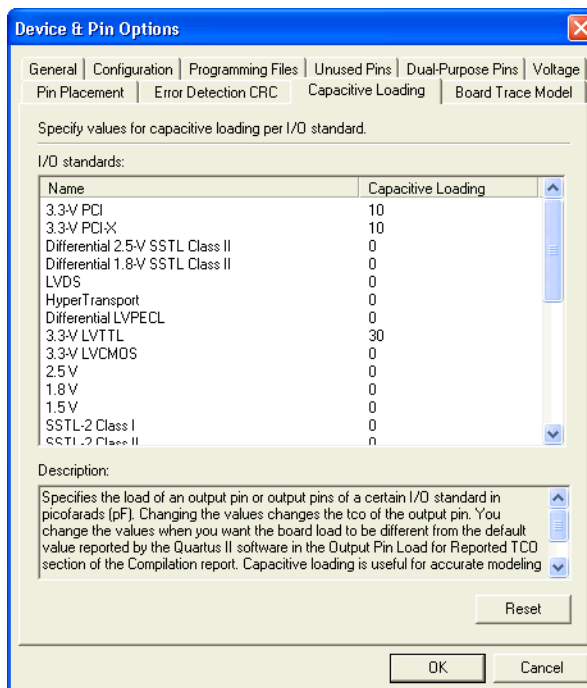 Device & Pin Options
General Configuration Programming Files Unused Pins Dual-Purpose Pins Voltage
Pin Placement Error Detection CRC Capacitive Loading Board Trace Model
Specify values for capacitive loading per I/O standard.
I/O standards:
Name Capacitive Loading
3.3-V PCI 10
3.3-V PCI-X 10
Differential 2.5-V SSTL Class II 0
Differential 1.8-V SSTL Class II 0
LVDS 0
HyperTransport 0
Differential LVPECL 0
3.3-V LVTTL 30
3.3-V LVCMOS 0
2.5 V 0
1.8 V 0
1.5 V 0
SSTL-2 Class I 0
SSTL-2 Class II 0
Description:
Specifies the load of an output pin or output pins of a certain I/O standard in
picofarads (pF). Changing the values changes the tco of the output pin. You
change the values when you want the board load to be different from the default
value reported by the Quartus II software in the Output Pin Load for Reported TCO
section of the Compilation report. Capacitive loading is useful for accurate modeling
Reset
OK Cancel